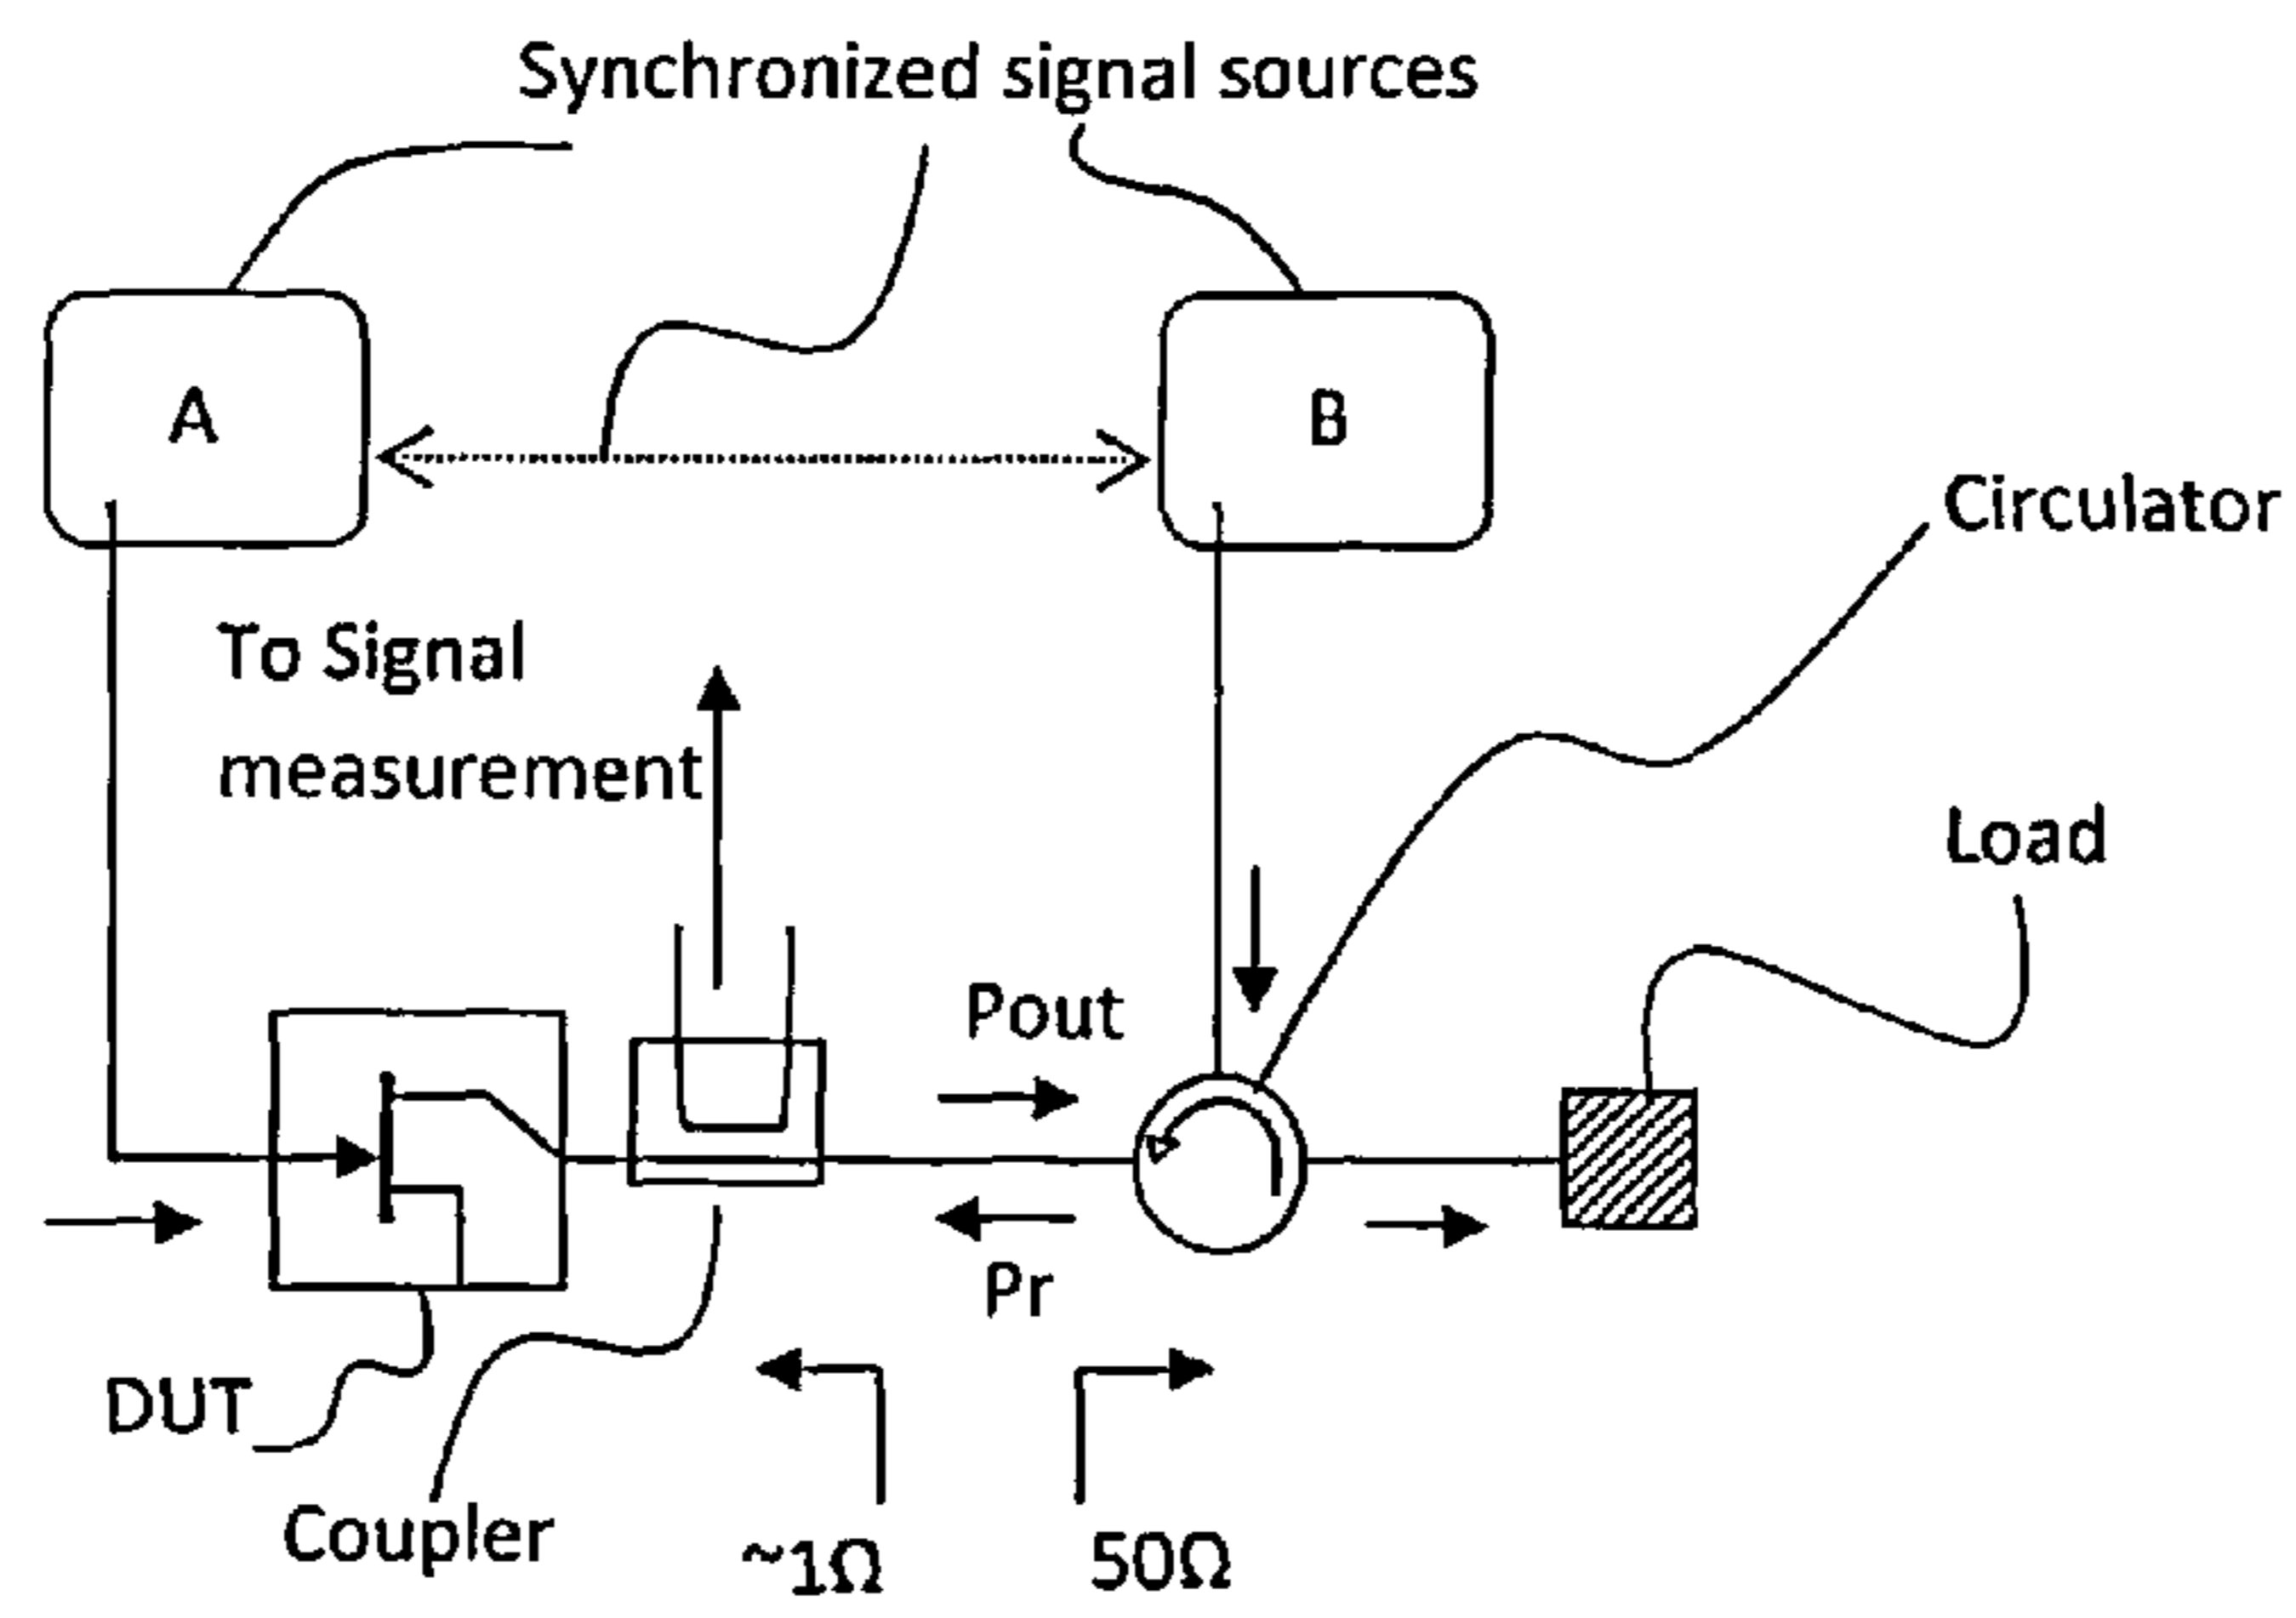 Synchronized signal sources
A
B
Circulator
To Signal
measurement
Load
Pout
Pr
DUT
Coupler
~1Ω
50Ω